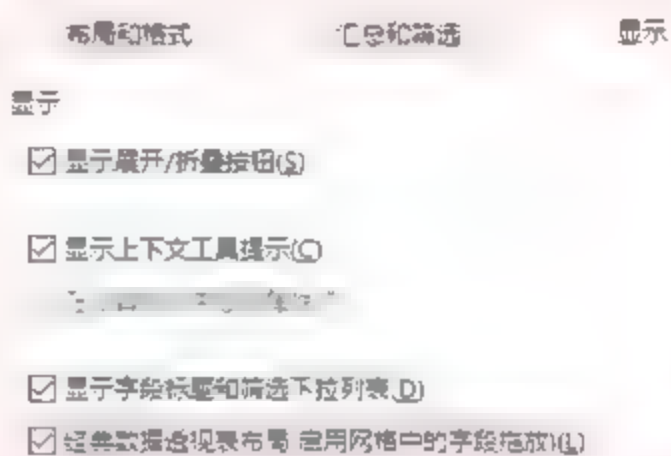 布局和格式 汇总和筛选 显示
显示
显示展开/折叠按钮(S)
显示上下文工具提示(C)
显示字段标题和筛选下拉列表(D)
经典数据透视表布局 启用网格中的字段拖放)(L)